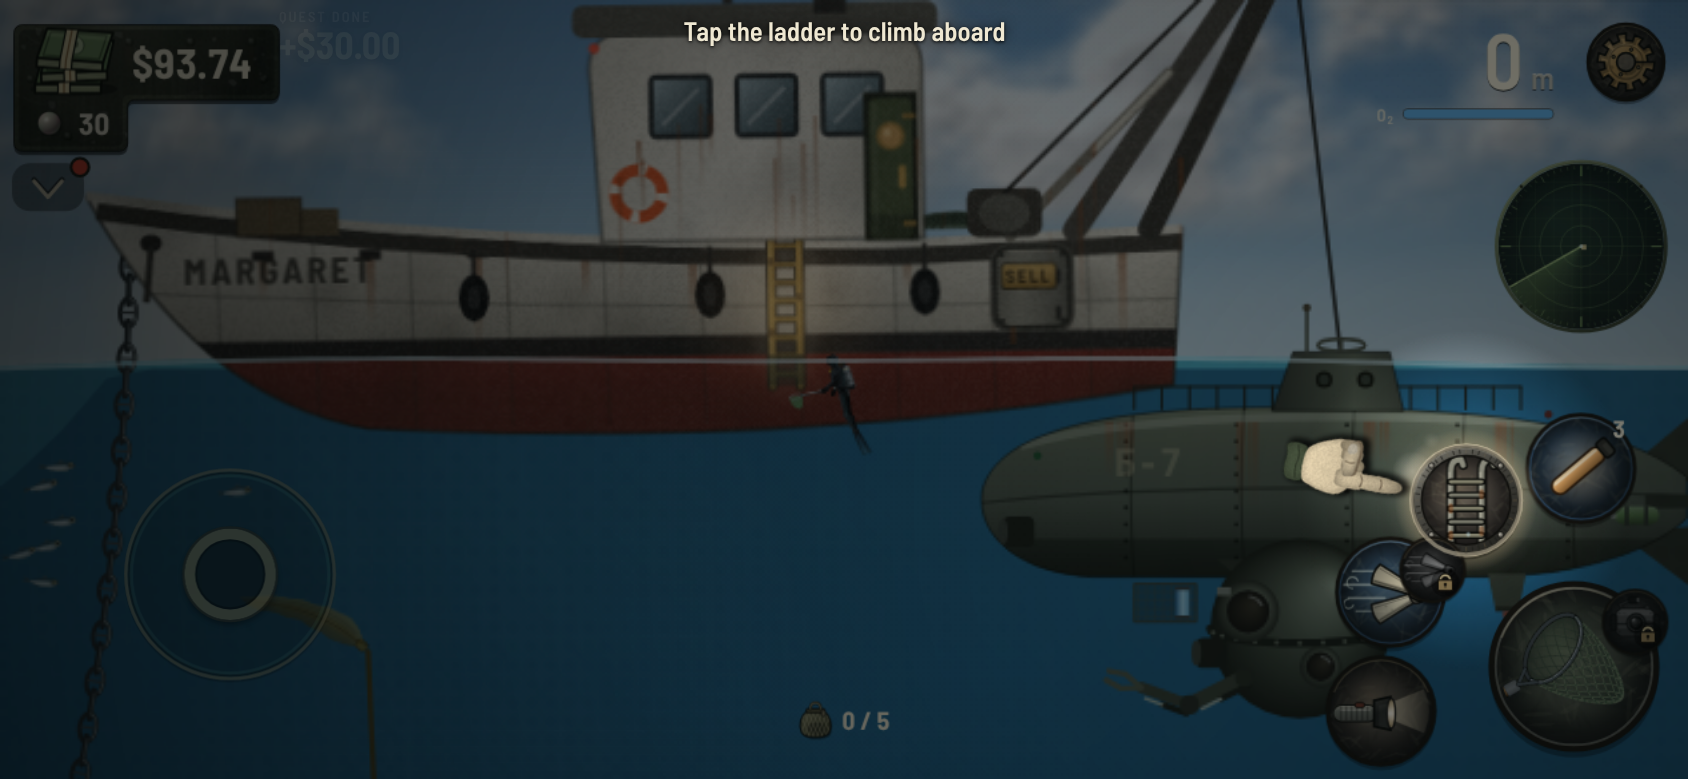 QUEST DONE
+$30.00
$93.74
30
Tap the ladder to climb aboard
0 m
O₂
MARGARET
SELL
B-7
3
0 / 5